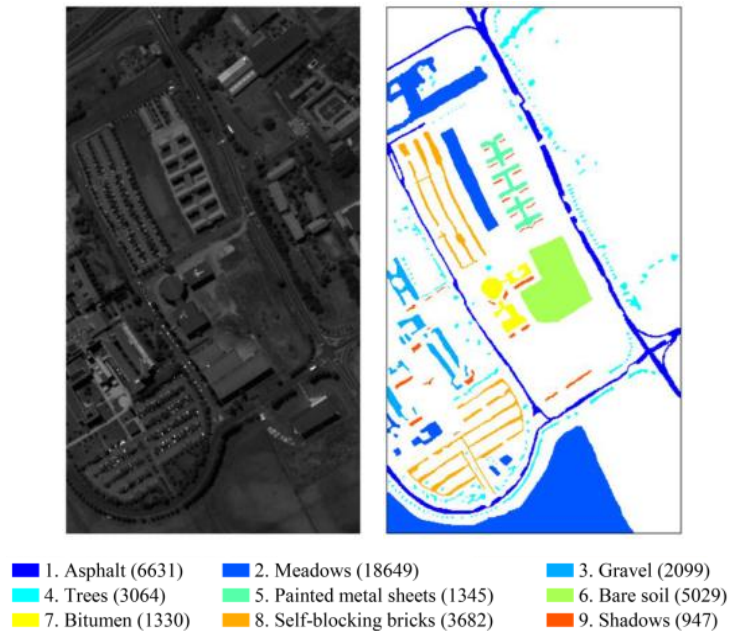 1. Asphalt (6631) 2. Meadows (18649) 3. Gravel (2099)
4. Trees (3064) 5. Painted metal sheets (1345) 6. Bare soil (5029)
7. Bitumen (1330) 8. Self-blocking bricks (3682) 9. Shadows (947)